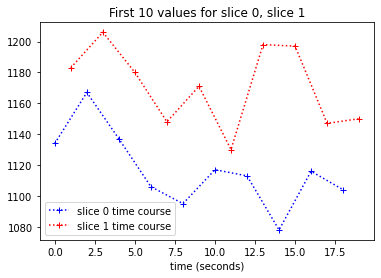 First 10 values for slice 0, slice 1
1200
1180
1160
1140
1120
1100
1080
slice 0 time course
slice 1 time course
0.0 2.5 5.0 7.5 10.0 12.5 15.0 17.5
time (seconds)